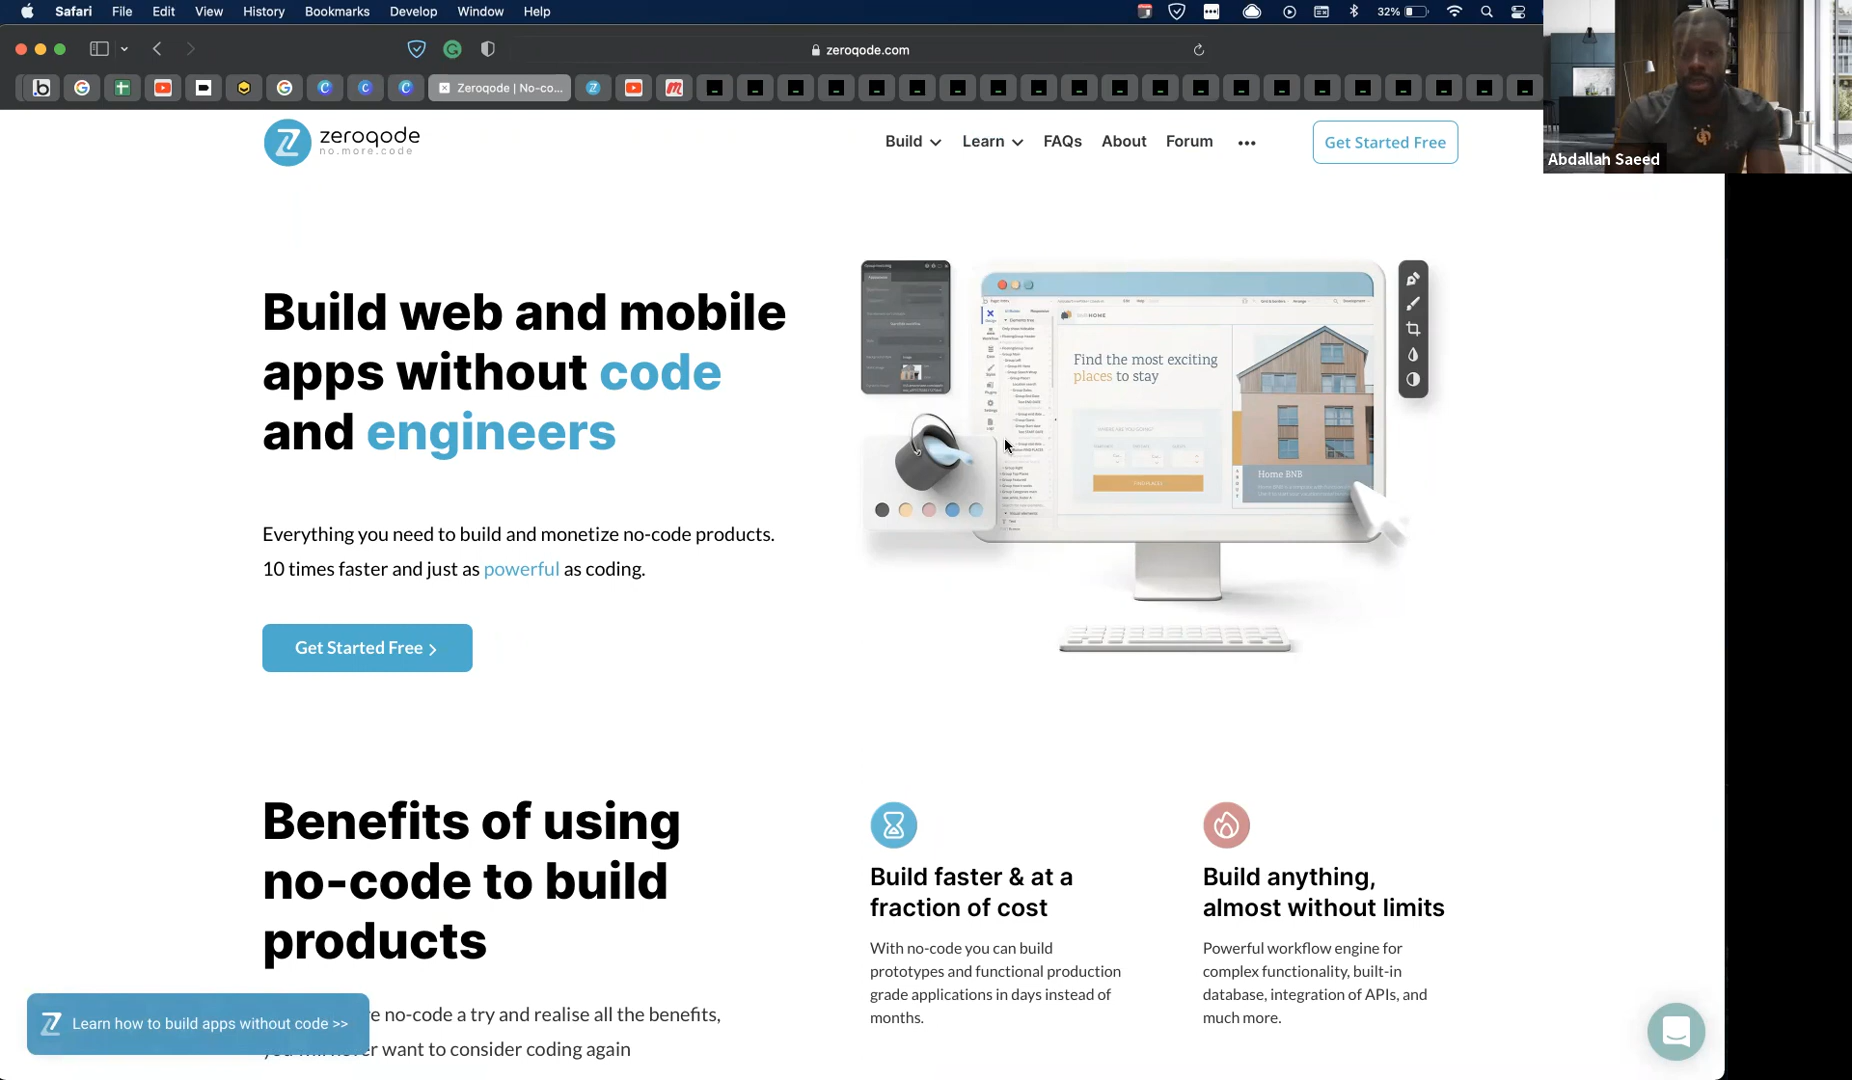 Safari File Edit View History Bookmarks Develop Window Help 32%
zeroqode.com
Zeroqode | No-co...
Abdallah Saeed
zeroqode
no.more.code
Build Learn FAQs About Forum ••• Get Started Free
Build web and mobile
apps without code
and engineers
Find the most exciting
places to stay
Home BNB
Everything you need to build and monetize no-code products.
10 times faster and just as powerful as coding.
Get Started Free >
Benefits of using
no-code to build
products
no-code a try and realise all the benefits,
want to consider coding again
Build faster & at a
fraction of cost
With no-code you can build
prototypes and functional production
grade applications in days instead of
months.
Build anything,
almost without limits
Powerful workflow engine for
complex functionality, built-in
database, integration of APIs, and
much more.
Learn how to build apps without code >>